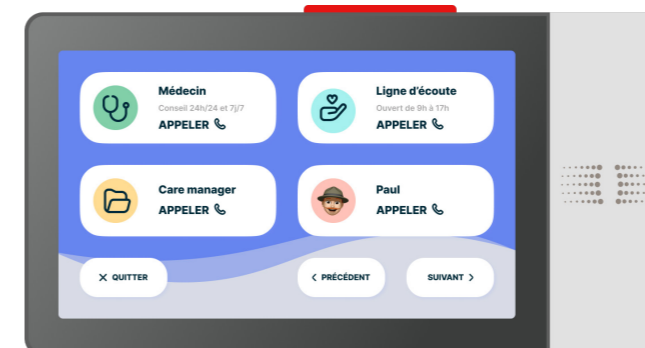 Médecin
Conseil 24h/24 et 7j/7
APPELER
Ligne d'écoute
Ouvert de 9h à 17h
APPELER
Care manager
APPELER
Paul
APPELER
QUITTER
PRÉCÉDENT
SUIVANT